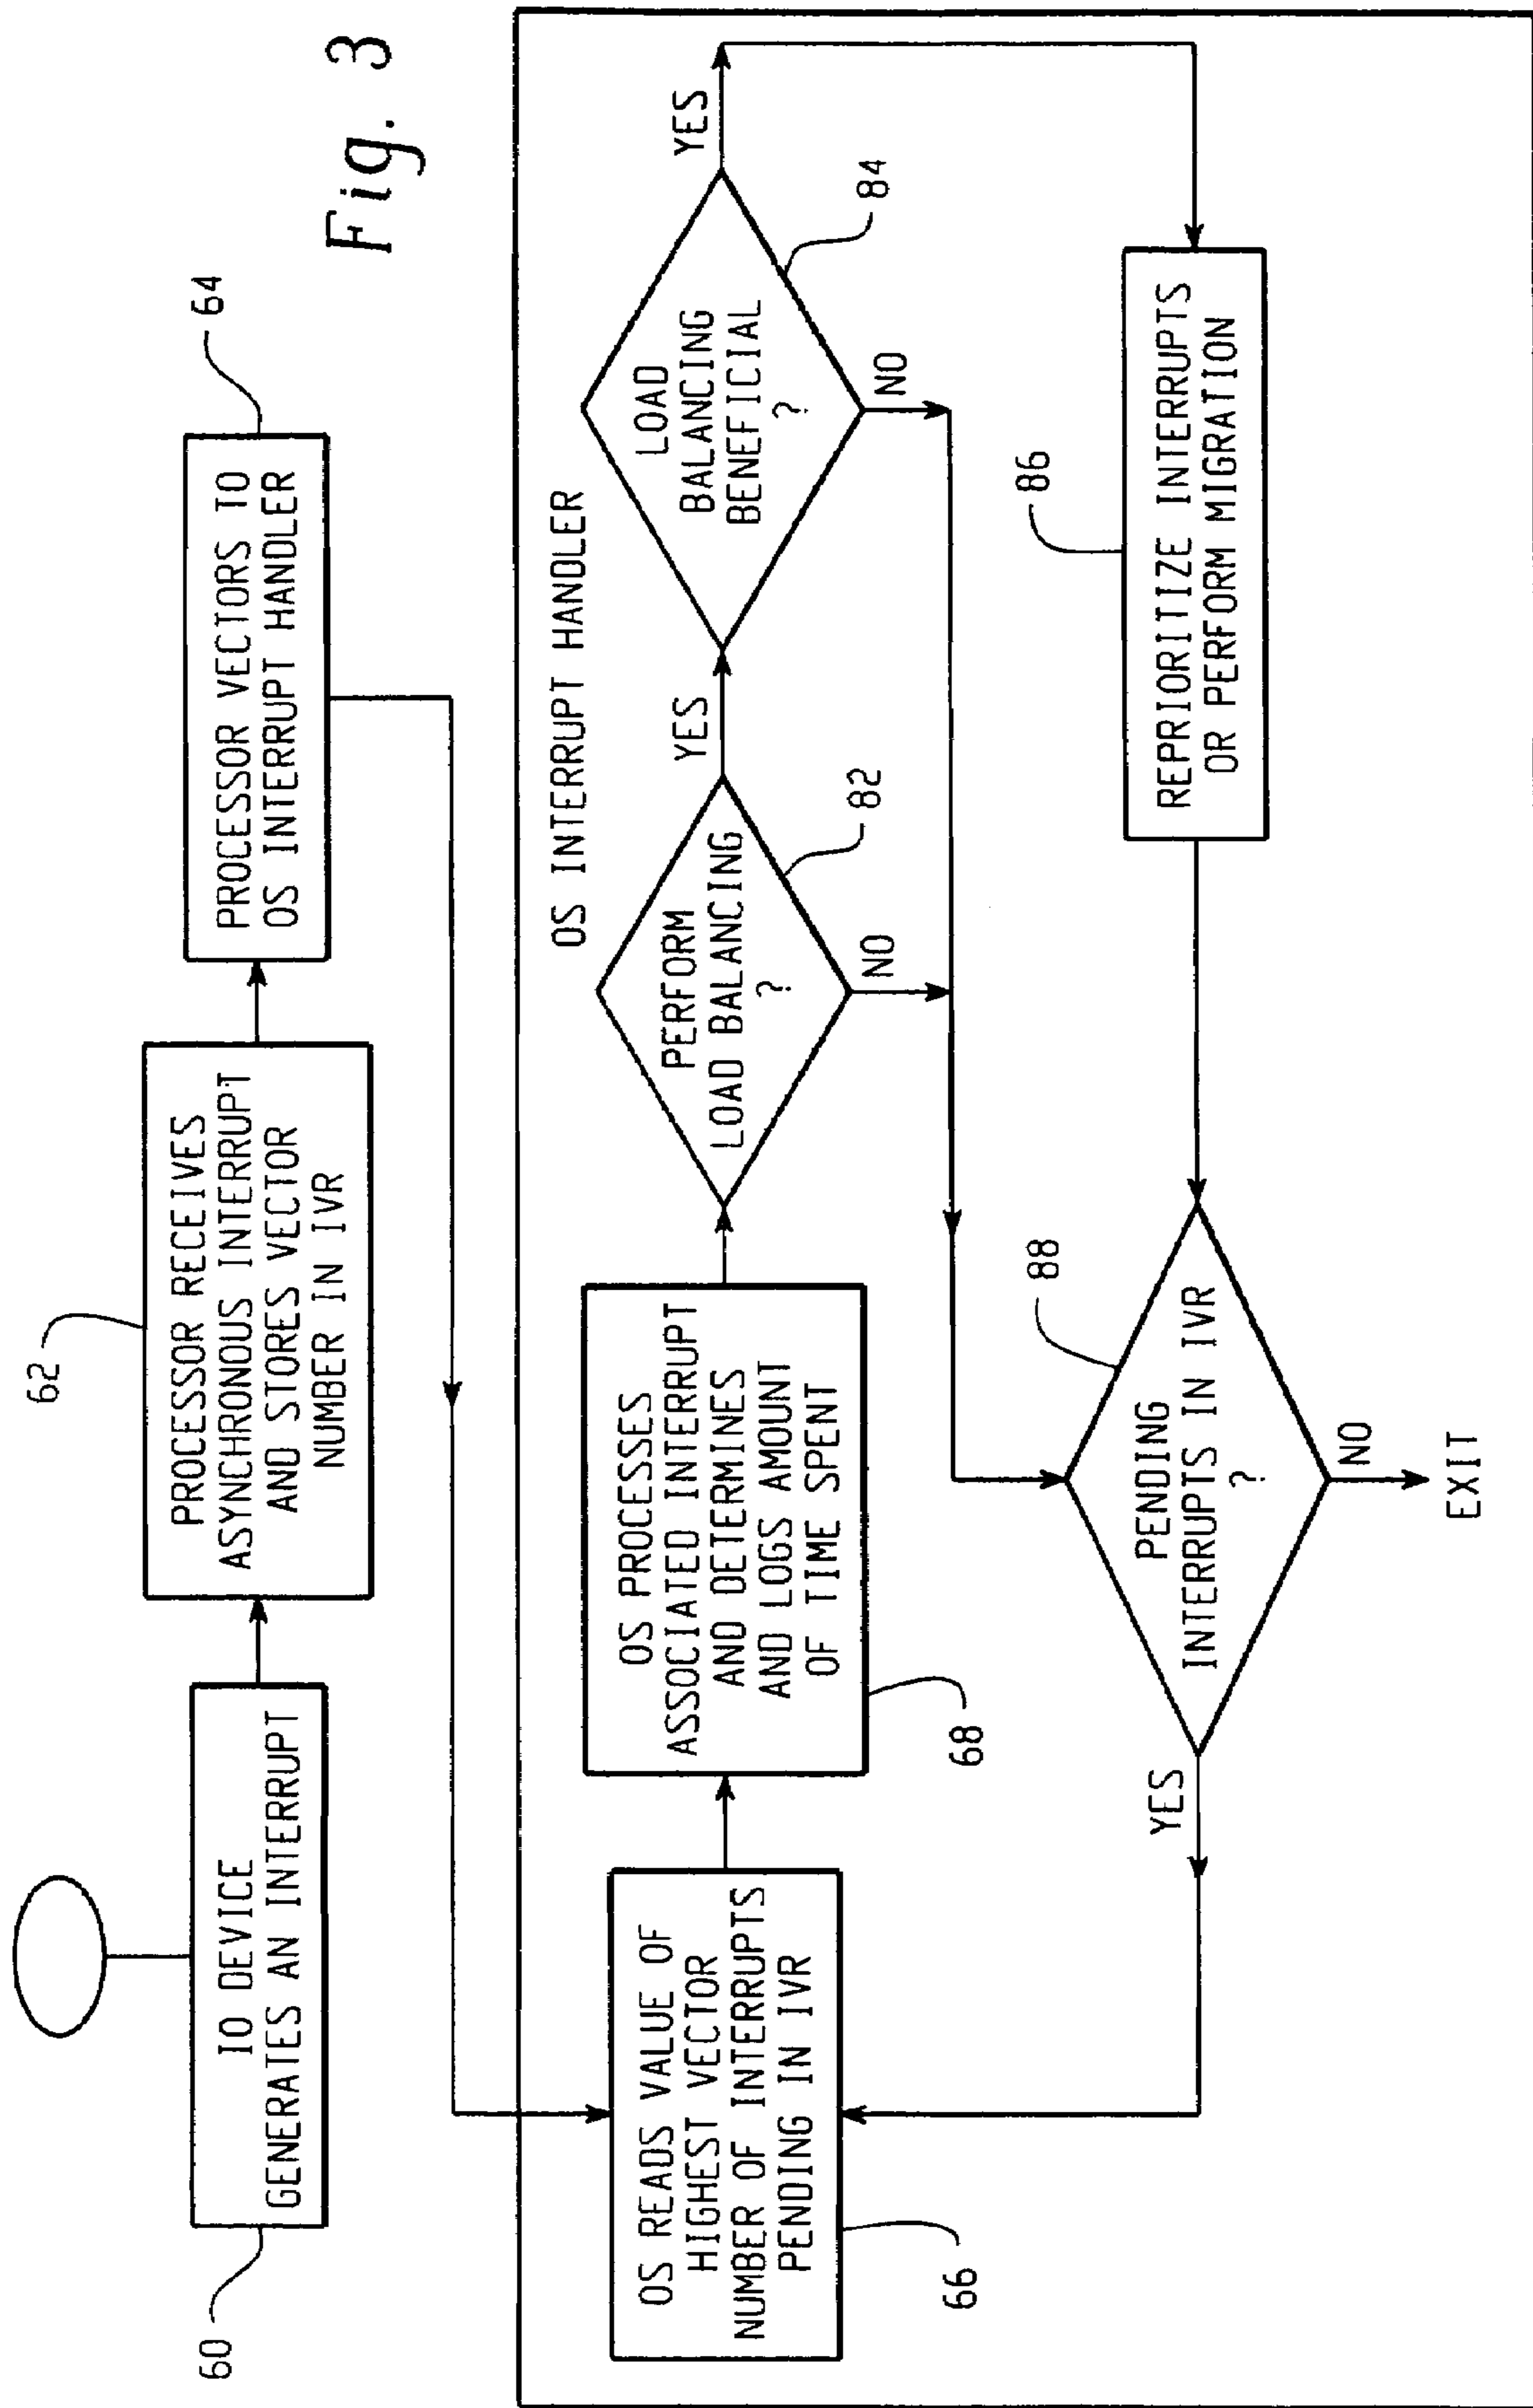 60
IO DEVICE
GENERATES AN INTERRUPT
62
PROCESSOR RECEIVES
ASYNCHRONOUS INTERRUPT
AND STORES VECTOR
NUMBER IN IVR
64
PROCESSOR VECTORS TO
OS INTERRUPT HANDLER
Fig. 3
OS INTERRUPT HANDLER
OS READS VALUE OF
HIGHEST VECTOR
NUMBER OF INTERRUPTS
PENDING IN IVR
66
OS PROCESSES
ASSOCIATED INTERRUPT
AND DETERMINES
AND LOGS AMOUNT
OF TIME SPENT
68
PERFORM
LOAD BALANCING
?
82
YES
NO
LOAD
BALANCING
BENEFICIAL
?
84
YES
NO
86
REPRIORITIZE INTERRUPTS
OR PERFORM MIGRATION
88
PENDING
INTERRUPTS IN IVR
?
YES
NO
EXIT